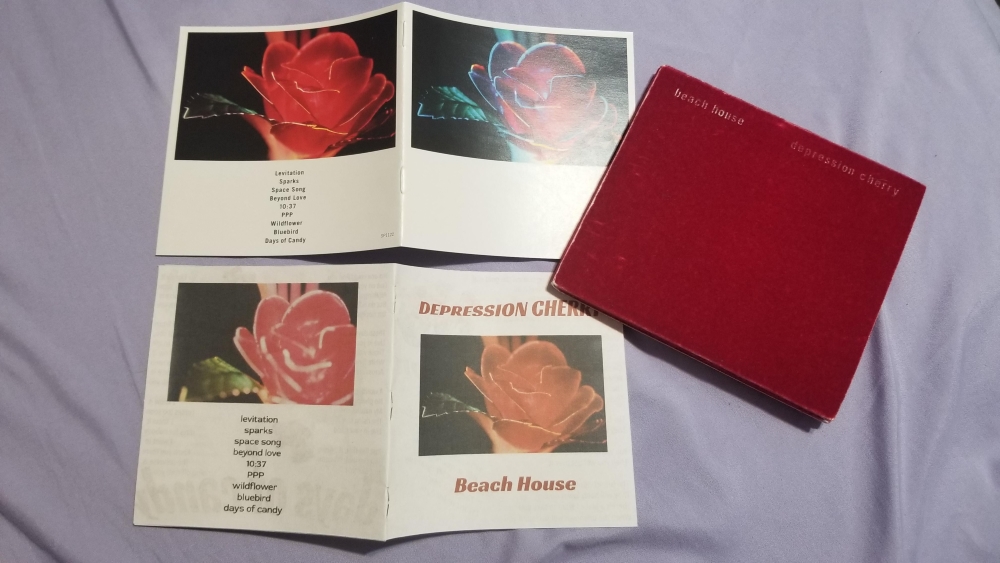 Levitation
Sparks
Space Song
Beyond Love
10:37
PPP
Wildflower
Bluebird
Days of Candy
beach house
depression cherry
levitation
sparks
space song
beyond love
10:37
PPP
wildflower
bluebird
days of candy
DEPRESSION CHERRY
Beach House